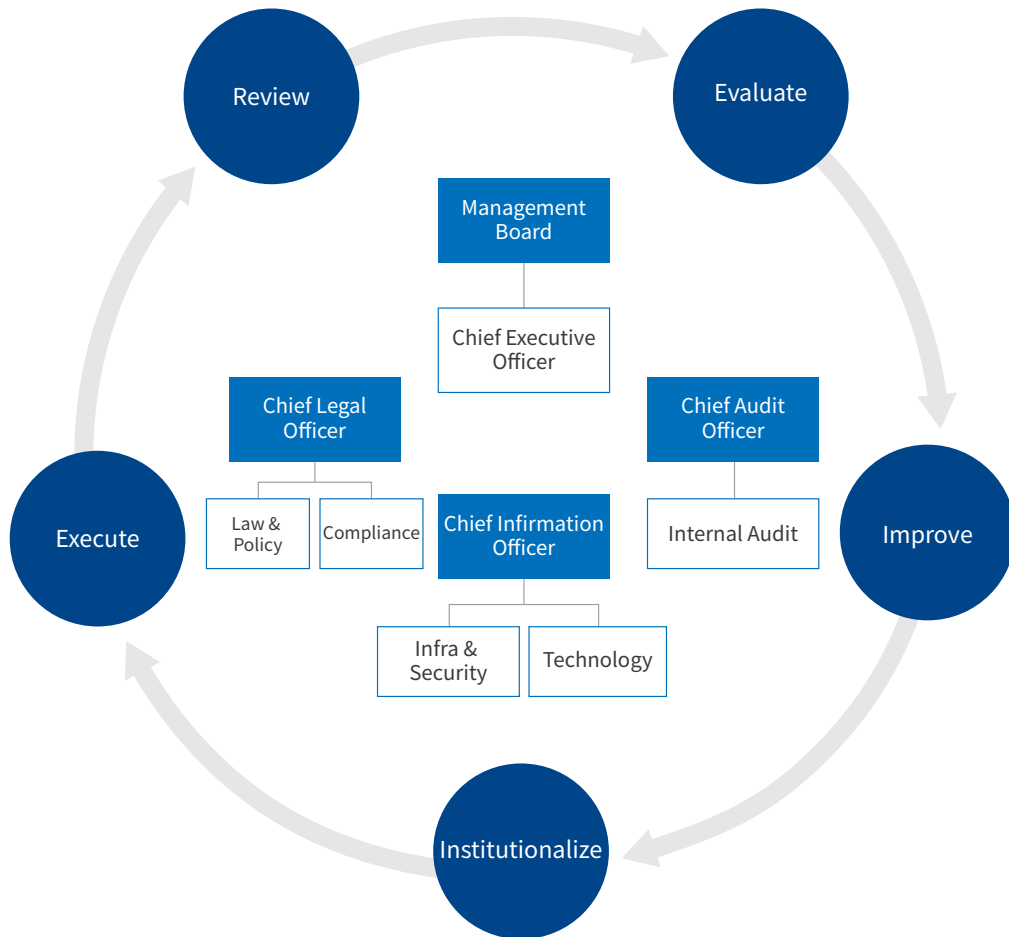 Review
Evaluate
Management
Board
Chief Executive
Officer
Chief Legal
Officer
Chief Audit
Officer
Law &
Policy
Compliance
Chief Infirmation
Officer
Internal Audit
Execute
Improve
Infra &
Security
Technology
Institutionalize